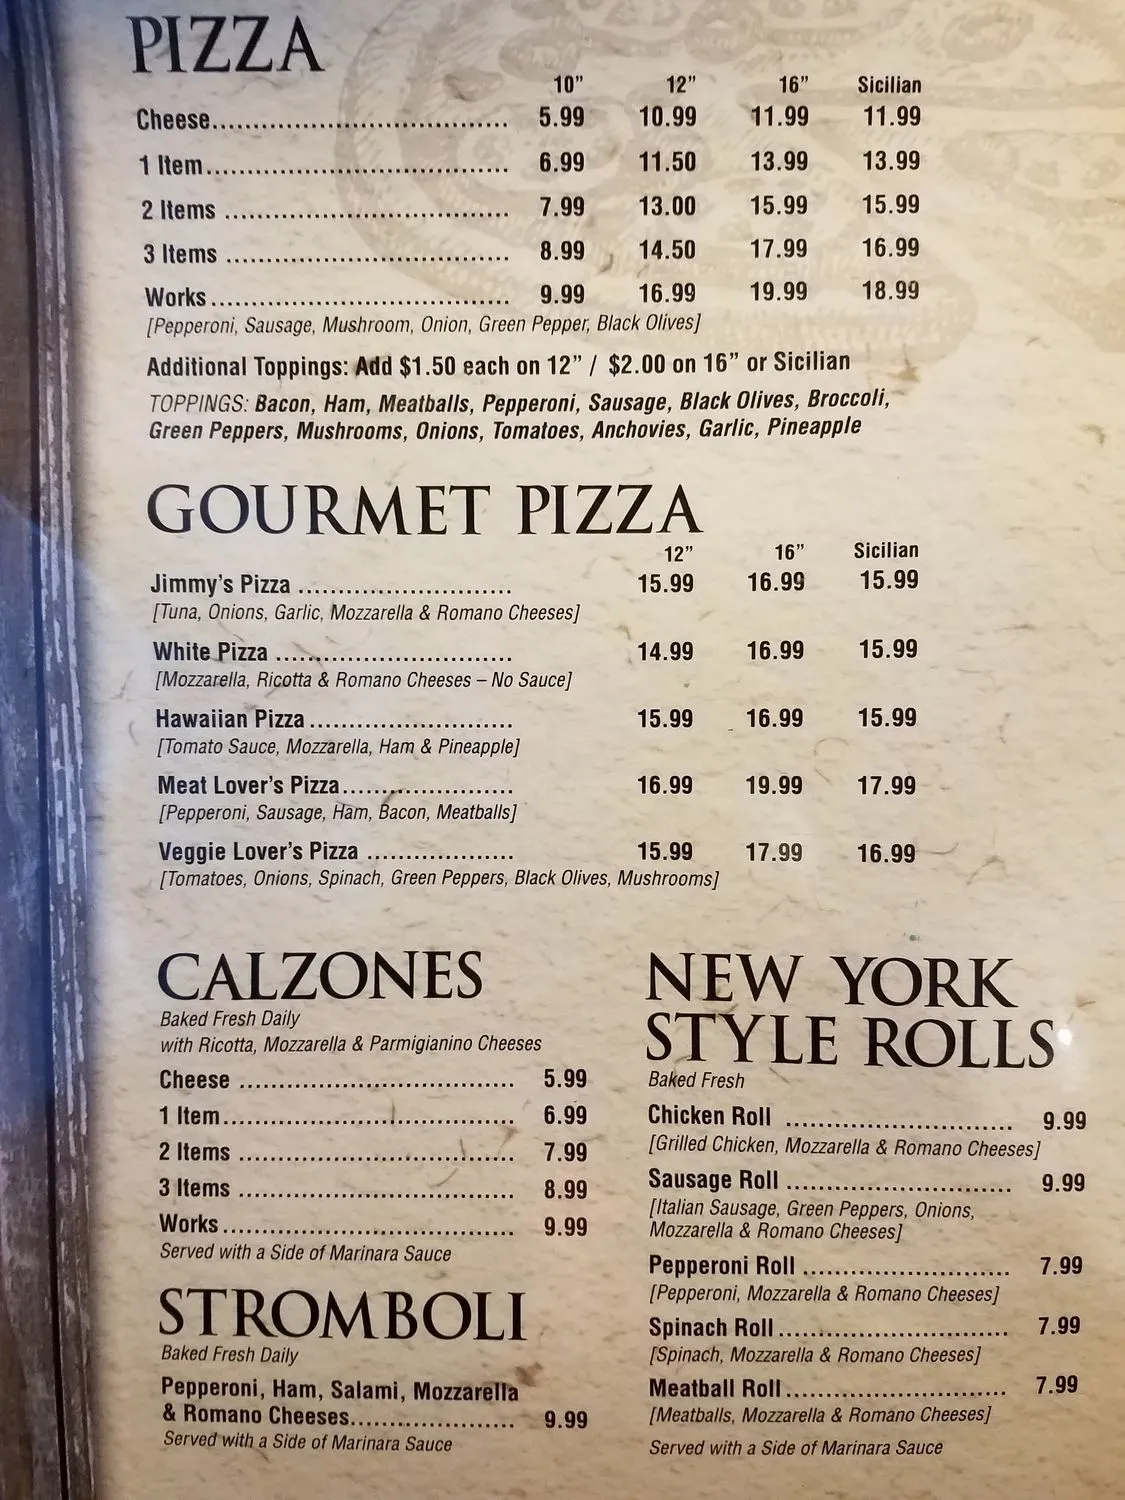 PIZZA
10” 12” 16” Sicilian
Cheese.................................. 5.99 10.99 11.99 11.99
1 Item................................... 6.99 11.50 13.99 13.99
2 Items ................................. 7.99 13.00 15.99 15.99
3 Items ................................. 8.99 14.50 17.99 16.99
Works................................... 9.99 16.99 19.99 18.99
[Pepperoni, Sausage, Mushroom, Onion, Green Pepper, Black Olives]
Additional Toppings: Add $1.50 each on 12” / $2.00 on 16” or Sicilian
TOPPINGS: Bacon, Ham, Meatballs, Pepperoni, Sausage, Black Olives, Broccoli,
Green Peppers, Mushrooms, Onions, Tomatoes, Anchovies, Garlic, Pineapple
GOURMET PIZZA
12” 16” Sicilian
Jimmy’s Pizza ......................... 15.99 16.99 15.99
[Tuna, Onions, Garlic, Mozzarella & Romano Cheeses]
White Pizza ............................ 14.99 16.99 15.99
[Mozzarella, Ricotta & Romano Cheeses – No Sauce]
Hawaiian Pizza........................ 15.99 16.99 15.99
[Tomato Sauce, Mozzarella, Ham & Pineapple]
Meat Lover’s Pizza.................... 16.99 19.99 17.99
[Pepperoni, Sausage, Ham, Bacon, Meatballs]
Veggie Lover’s Pizza ................. 15.99 17.99 16.99
[Tomatoes, Onions, Spinach, Green Peppers, Black Olives, Mushrooms]
CALZONES
Baked Fresh Daily
with Ricotta, Mozzarella & Parmigianino Cheeses
Cheese ................................ 5.99
1 Item.................................. 6.99
2 Items ................................ 7.99
3 Items ................................ 8.99
Works.................................. 9.99
Served with a Side of Marinara Sauce
STROMBOLI
Baked Fresh Daily
Pepperoni, Ham, Salami, Mozzarella
& Romano Cheeses................... 9.99
Served with a Side of Marinara Sauce
NEW YORK
STYLE ROLLS
Baked Fresh
Chicken Roll ........................... 9.99
[Grilled Chicken, Mozzarella & Romano Cheeses]
Sausage Roll ........................... 9.99
[Italian Sausage, Green Peppers, Onions,
Mozzarella & Romano Cheeses]
Pepperoni Roll ......................... 7.99
[Pepperoni, Mozzarella & Romano Cheeses]
Spinach Roll........................... 7.99
[Spinach, Mozzarella & Romano Cheeses]
Meatball Roll.......................... 7.99
[Meatballs, Mozzarella & Romano Cheeses]
Served with a Side of Marinara Sauce